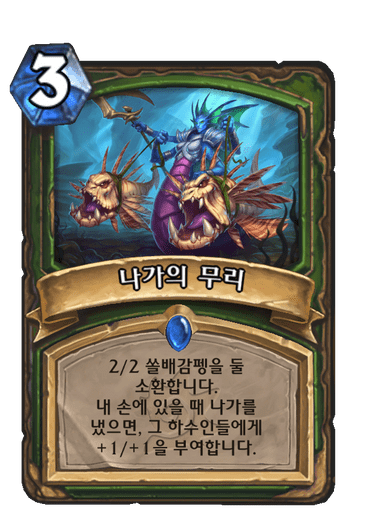 3
나가의 무리
2/2 쏠배감펭을 둘
소환합니다.
내 손에 있을 때 나가를
냈으면, 그 하수인들에게
+1/+1을 부여합니다.